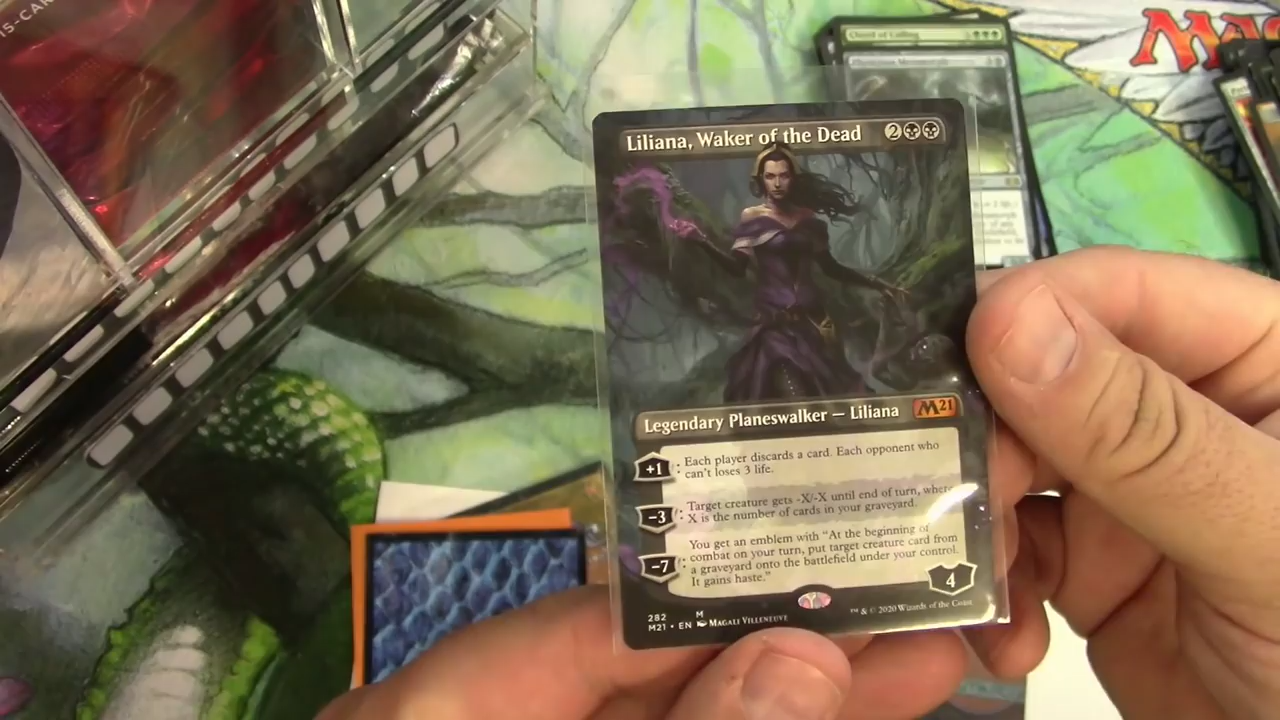 15-CAR
Chord of Calling
MAG
Liliana, Waker of the Dead 2
Legendary Planeswalker — Liliana M21
+1 : Each player discards a card. Each opponent who
can't loses 3 life.
−3 : Target creature gets -X/-X until end of turn, where
X is the number of cards in your graveyard.
You get an emblem with "At the beginning of
−7 : combat on your turn, put target creature card from
a graveyard onto the battlefield under your control.
It gains haste."
4
282 M
M21 • EN MAGALI VILLENEUVE
™ & © 2020 Wizards of the Coast